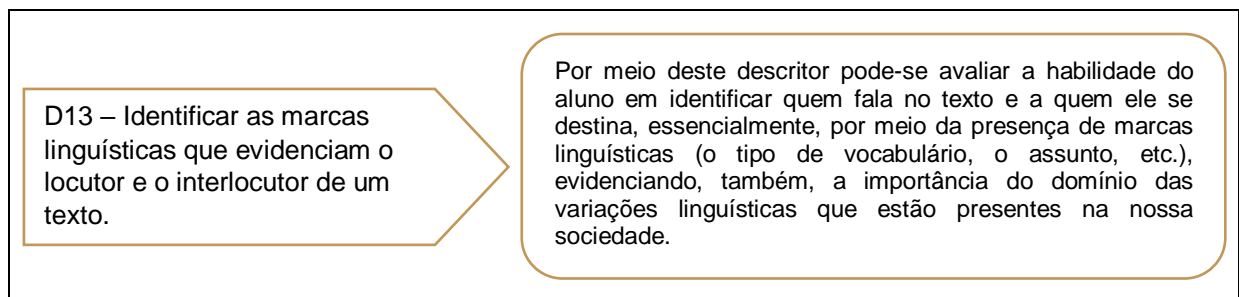 D13 – Identificar as marcas
linguísticas que evidenciam o
locutor e o interlocutor de um
texto.
Por meio deste descritor pode-se avaliar a habilidade do
aluno em identificar quem fala no texto e a quem ele se
destina, essencialmente, por meio da presença de marcas
linguísticas (o tipo de vocabulário, o assunto, etc.),
evidenciando, também, a importância do domínio das
variações linguísticas que estão presentes na nossa
sociedade.